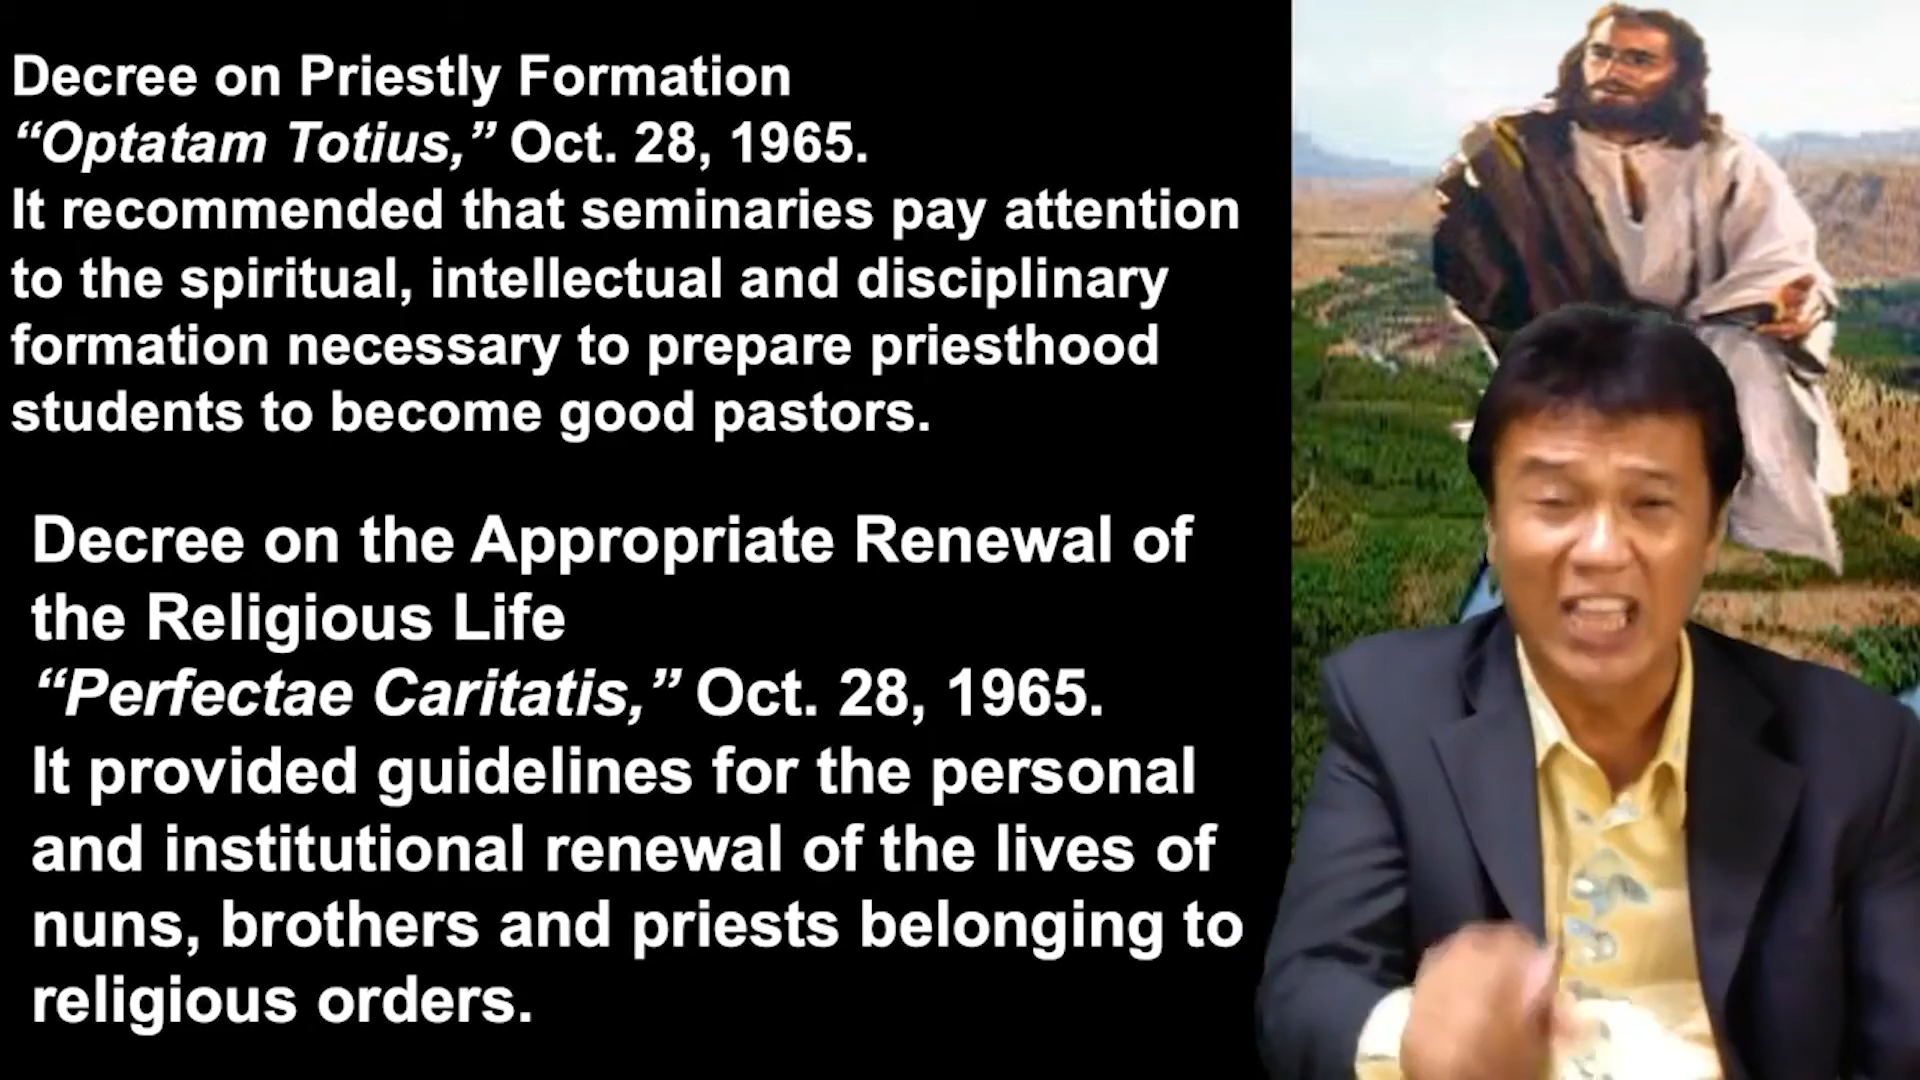 Decree on Priestly Formation
“Optatam Totius,” Oct. 28, 1965.
It recommended that seminaries pay attention
to the spiritual, intellectual and disciplinary
formation necessary to prepare priesthood
students to become good pastors.
Decree on the Appropriate Renewal of
the Religious Life
“Perfectae Caritatis,” Oct. 28, 1965.
It provided guidelines for the personal
and institutional renewal of the lives of
nuns, brothers and priests belonging to
religious orders.